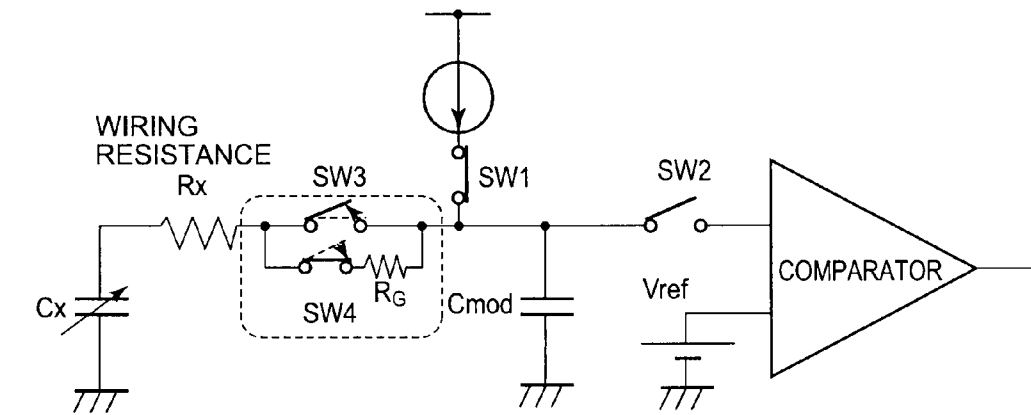 WIRING
RESISTANCE
Rx
SW3
SW1
SW2
Cx
RG
SW4
Cmod
Vref
COMPARATOR